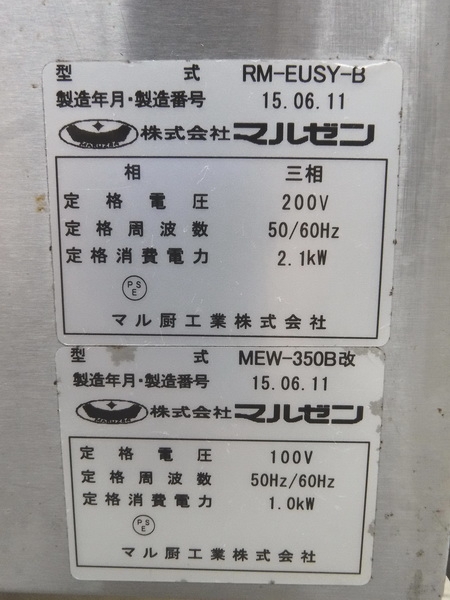 型 式 RM-EUSY-B
製造年月・製造番号 15.06.11
MARUZEN 株式会社マルゼン
相 三相
定格電圧 200V
定格周波数 50/60Hz
定格消費電力 2.1kW
PSE
マル厨工業株式会社
型 式 MEW-350B改
製造年月・製造番号 15.06.11
MARUZEN 株式会社マルゼン
定格電圧 100V
定格周波数 50Hz/60Hz
定格消費電力 1.0kW
PSE
マル厨工業株式会社